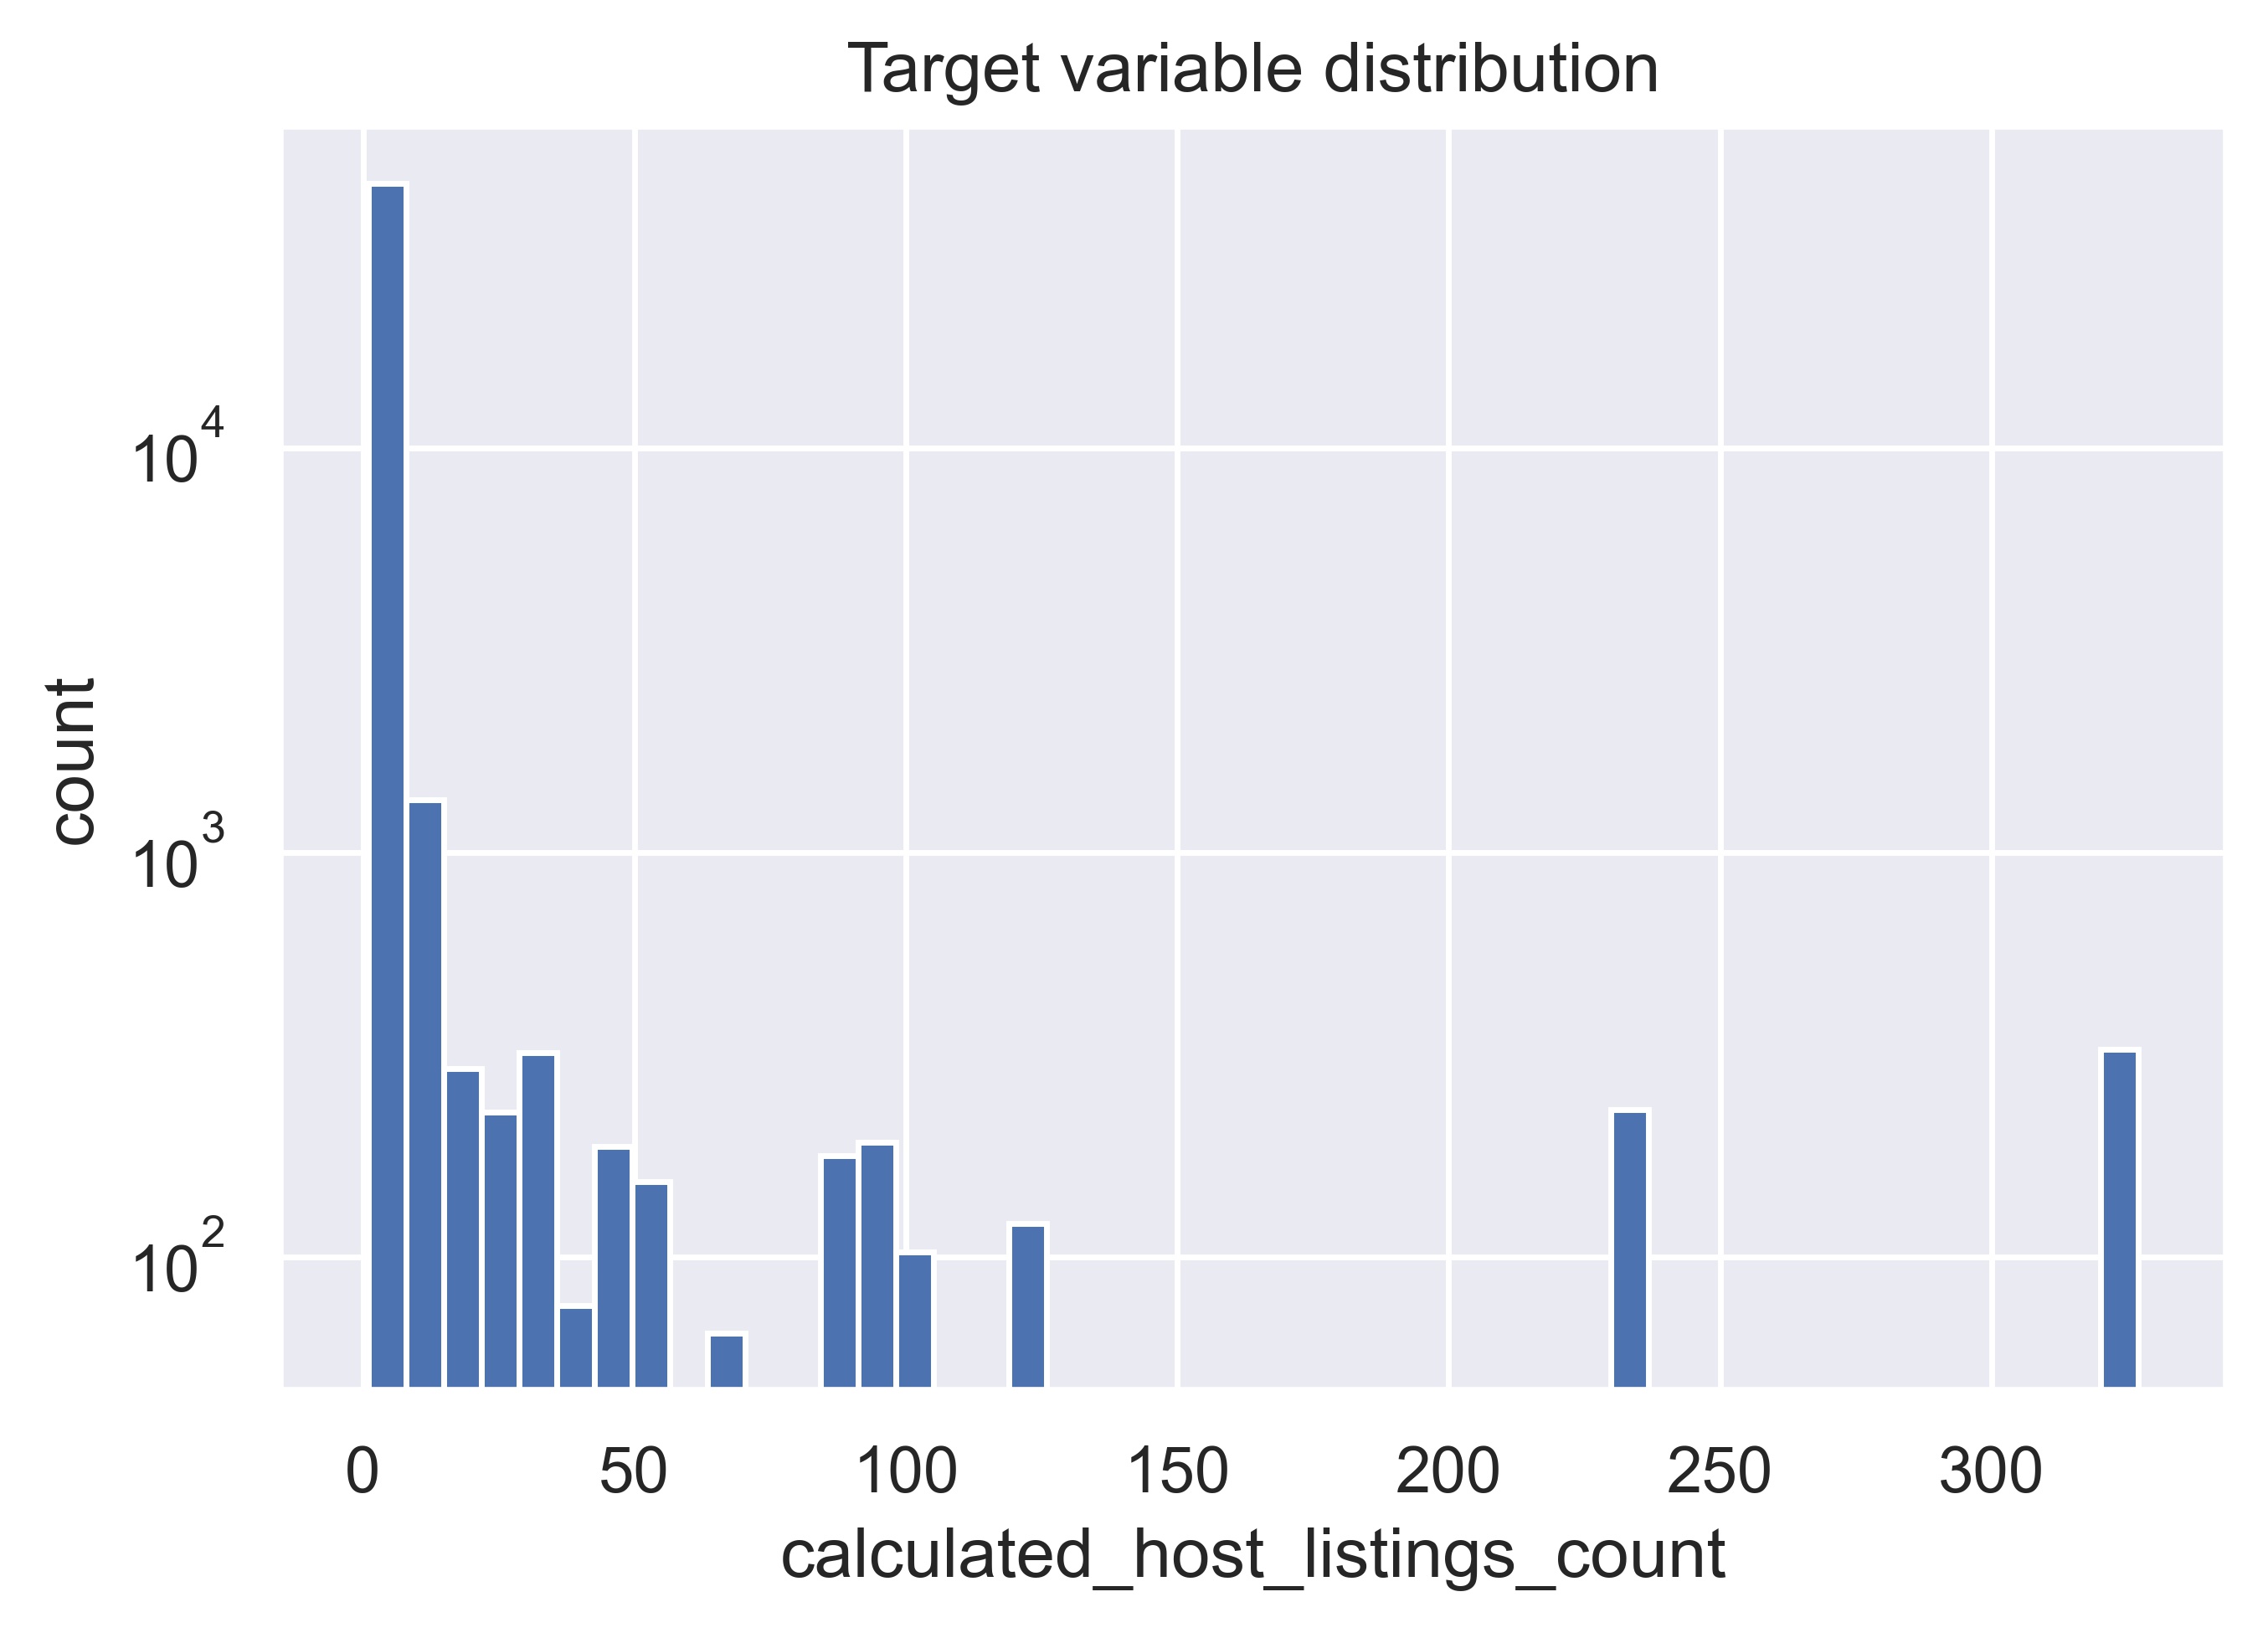 Target variable distribution
count
10^4
10^3
10^2
0 50 100 150 200 250 300
calculated_host_listings_count